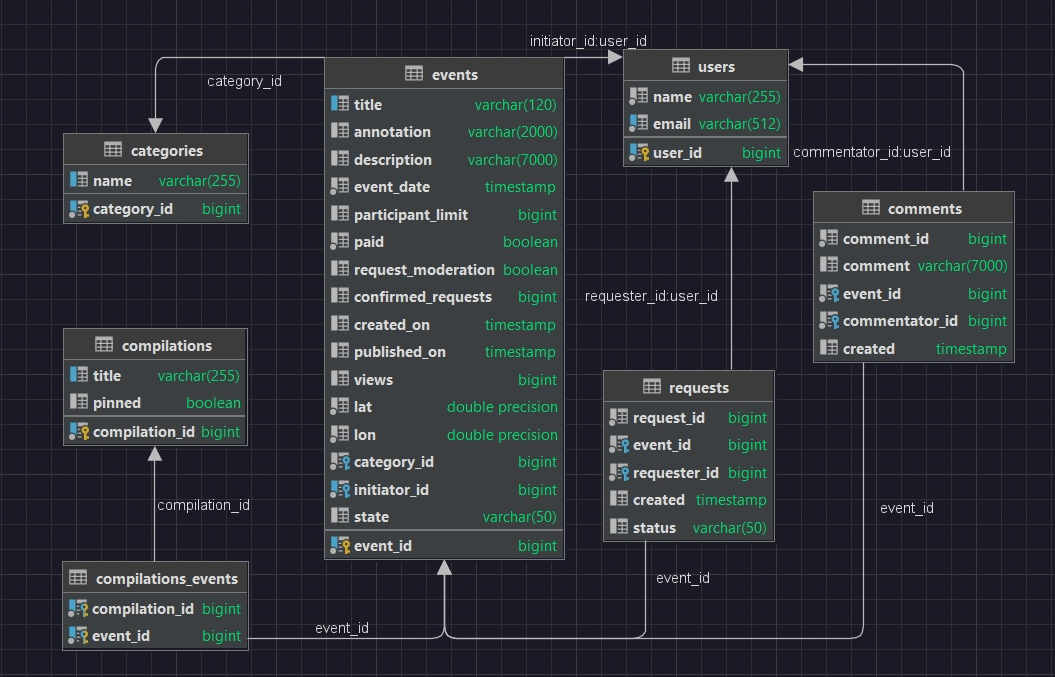 initiator_id:user_id
category_id
events
title varchar(120)
annotation varchar(2000)
description varchar(7000)
event_date timestamp
participant_limit bigint
paid boolean
request_moderation boolean
confirmed_requests bigint
created_on timestamp
published_on timestamp
views bigint
lat double precision
lon double precision
category_id bigint
initiator_id bigint
state varchar(50)
event_id bigint
users
name varchar(255)
email varchar(512)
user_id bigint
commentator_id:user_id
categories
name varchar(255)
category_id bigint
comments
comment_id bigint
comment varchar(7000)
event_id bigint
commentator_id bigint
created timestamp
requester_id:user_id
compilations
title varchar(255)
pinned boolean
compilation_id bigint
requests
request_id bigint
event_id bigint
requester_id bigint
created timestamp
status varchar(50)
compilation_id
event_id
compilations_events
compilation_id bigint
event_id bigint
event_id
event_id